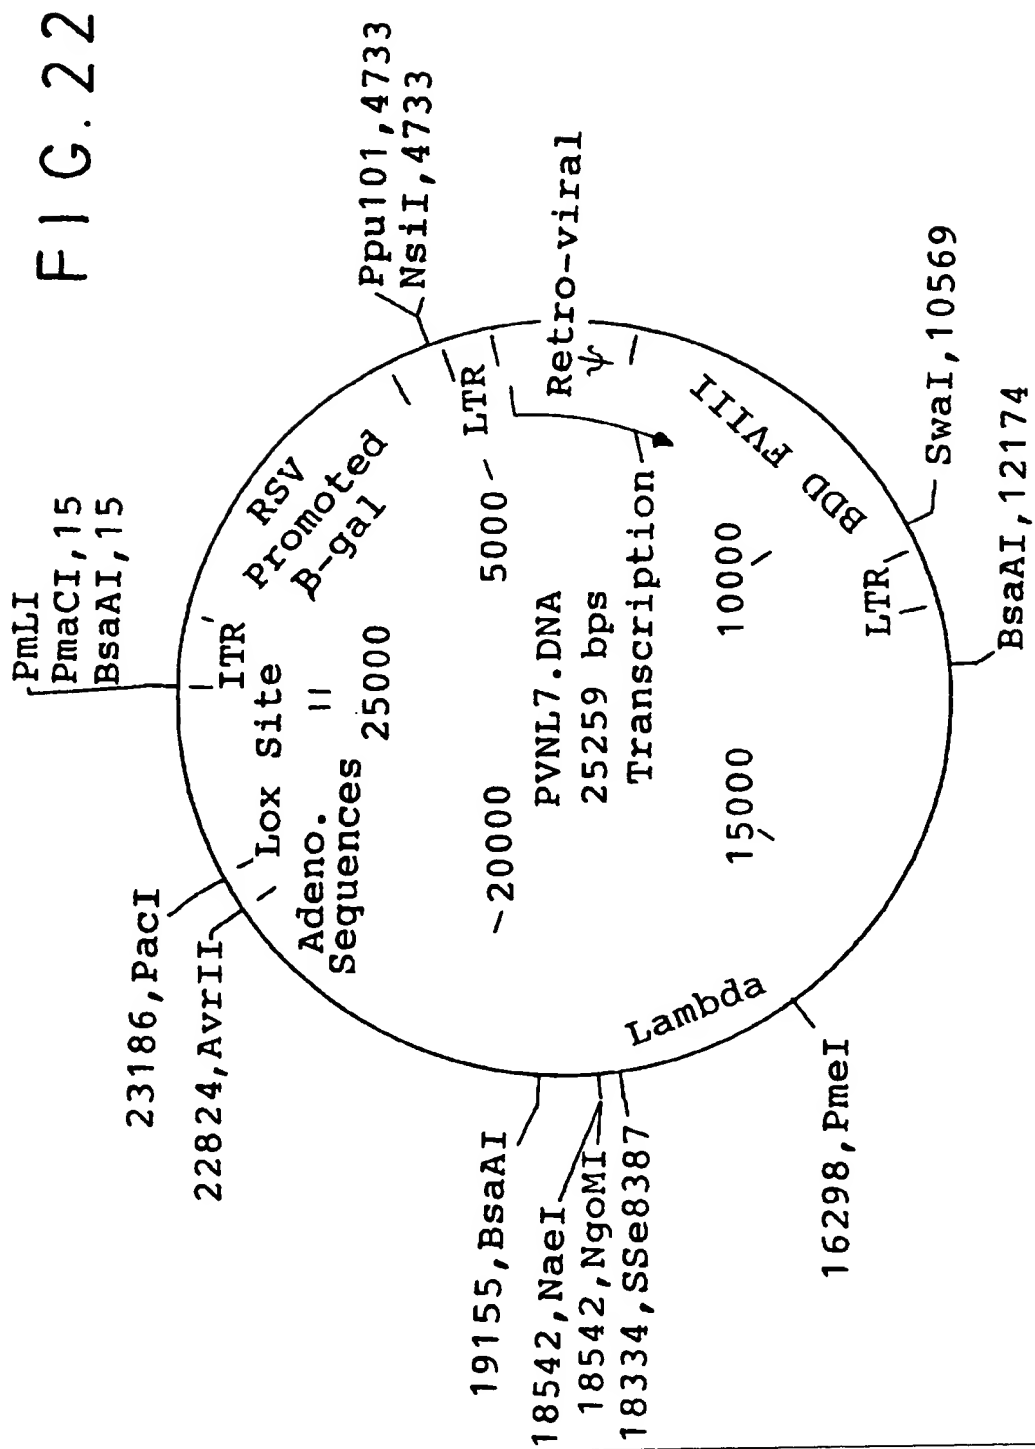 FIG.22
PmLI
PmaCI,15
BsaAI,15
Ppu101,4733
NsiI,4733
SwaI,10569
BsaAI,12174
16298,PmeI
18334,SSe8387
18542,NgoMI
18542,NaeI
19155,BsaAI
22824,AvrII
23186,PacI
ITR
RSV
Promoted
B-gal
LTR
Retro-viral
ψ
BDD FVIII
LTR
Lambda
Adeno.
Sequences
Lox Site
=
25000
5000
10000
15000
20000
PVNL7.DNA
25259 bps
Transcription